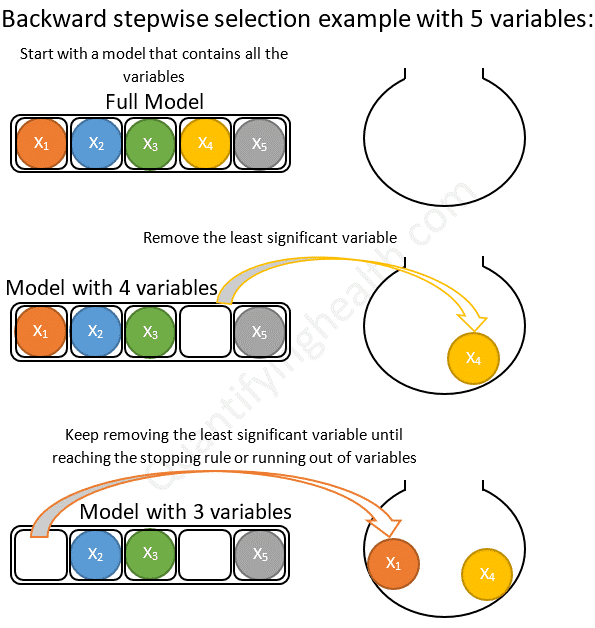 Backward stepwise selection example with 5 variables:
Start with a model that contains all the
variables
Full Model
X₁ X₂ X₃ X₄ X₅
Remove the least significant variable
Model with 4 variables
X₁ X₂ X₃ X₅
X₄
Keep removing the least significant variable until
reaching the stopping rule or running out of variables
Model with 3 variables
X₂ X₃ X₅
X₁ X₄
quantifyinghealth.com